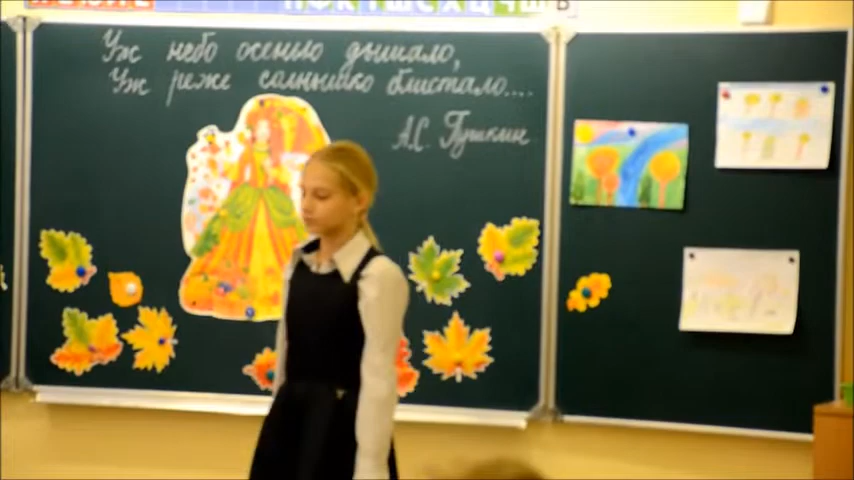 Уж небо осенью дышало,
Уж реже солнышко блистало....
А.С. Пушкин